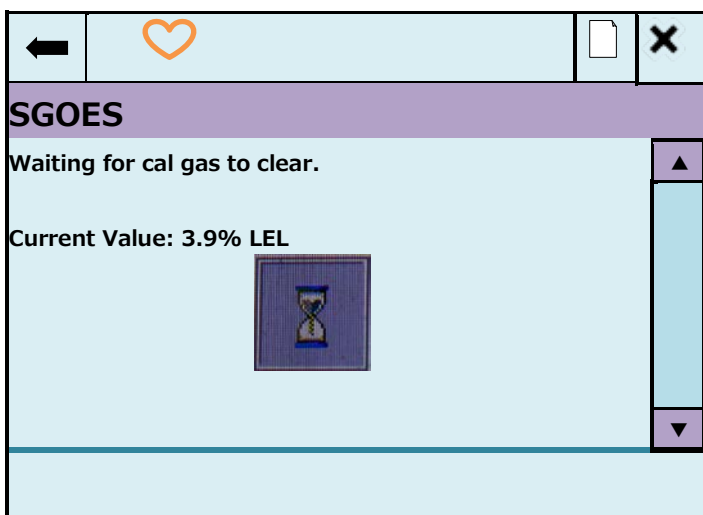 SGOES
Waiting for cal gas to clear.
Current Value: 3.9% LEL